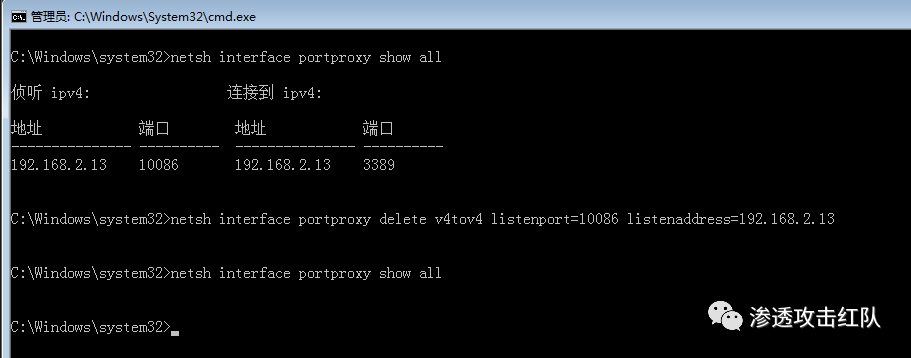 管理员: C:\Windows\System32\cmd.exe
C:\Windows\system32>netsh interface portproxy show all
侦听 ipv4:                 连接到 ipv4:
地址            端口        地址            端口
--------------- ----------  --------------- ----------
192.168.2.13    10086       192.168.2.13    3389
C:\Windows\system32>netsh interface portproxy delete v4tov4 listenport=10086 listenaddress=192.168.2.13
C:\Windows\system32>netsh interface portproxy show all
C:\Windows\system32>_
渗透攻击红队